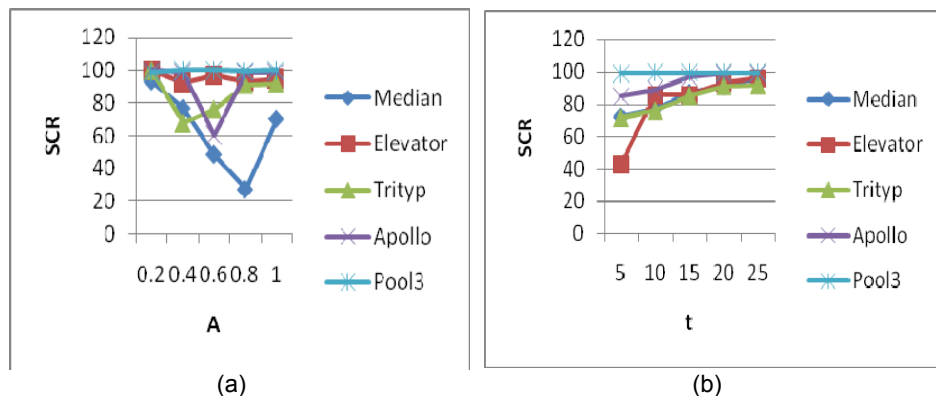 120
100
80
60
40
20
0
SCR
0.2 0.4 0.6 0.8 1
A
Median
Elevator
Trityp
Apollo
Pool3
(a)
120
100
80
60
40
20
0
SCR
5 10 15 20 25
t
Median
Elevator
Trityp
Apollo
Pool3
(b)